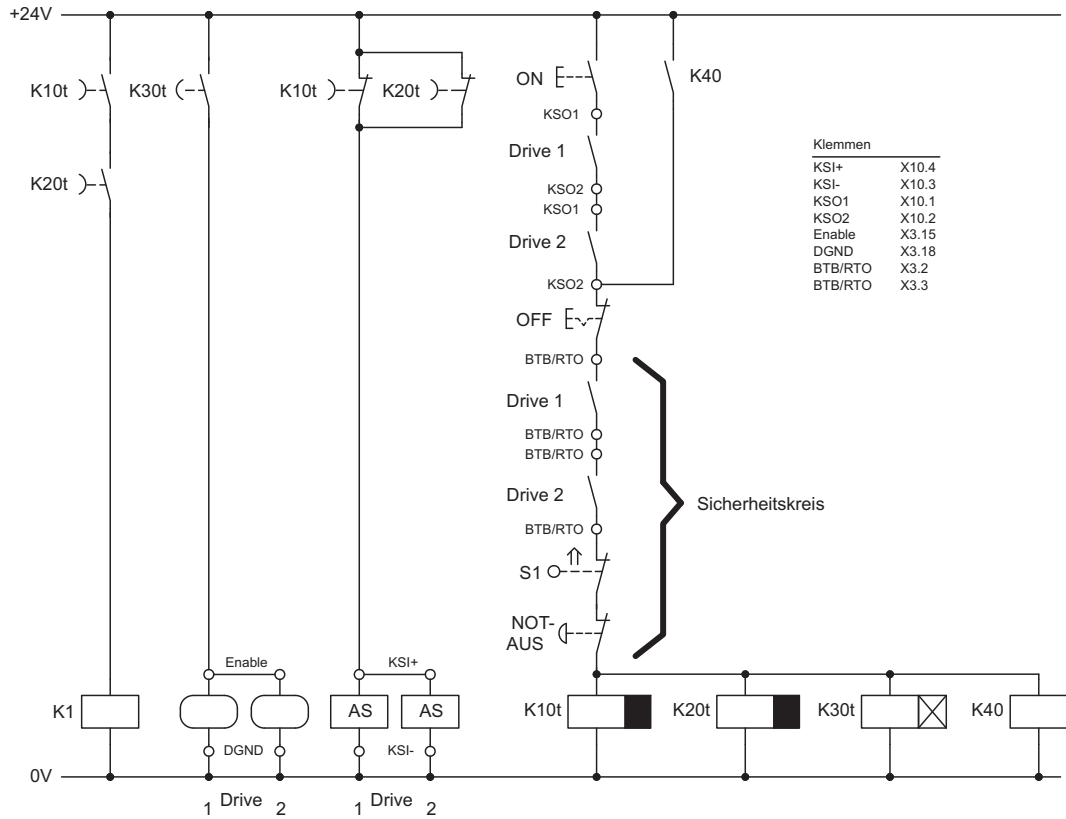 +24V
K10t
K30t
K10t
K20t
ON
K40
KSO1
K20t
Drive 1
KSO2
KSO1
Drive 2
KSO2
Klemmen
KSI+ X10.4
KSI- X10.3
KSO1 X10.1
KSO2 X10.2
Enable X3.15
DGND X3.18
BTB/RTO X3.2
BTB/RTO X3.3
OFF
BTB/RTO
Drive 1
BTB/RTO
BTB/RTO
Drive 2
BTB/RTO
Sicherheitskreis
S1
NOT-
AUS
Enable
KSI+
K1
AS
AS
K10t
K20t
K30t
K40
DGND
KSI-
0V
1 Drive 2
1 Drive 2